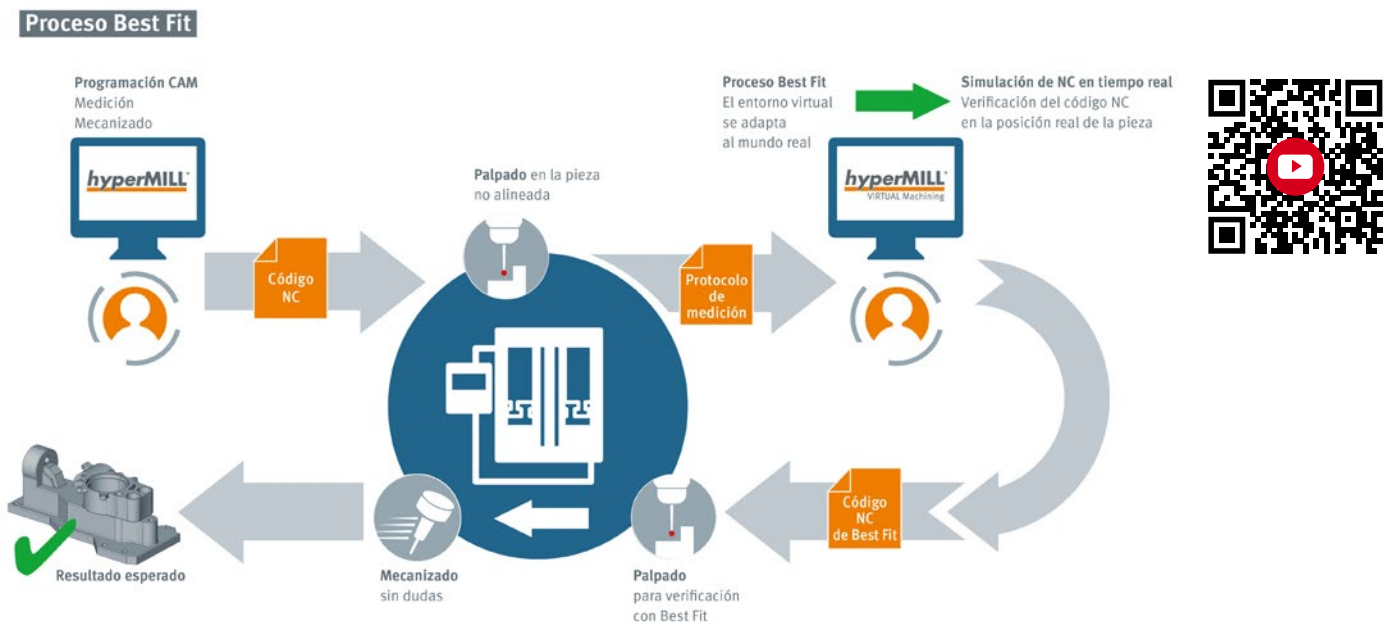 Proceso Best Fit
Programación CAM
Medición
Mecanizado
hyperMILL
Código
NC
Palpado en la pieza
no alineada
Protocolo
de
medición
Proceso Best Fit
El entorno virtual
se adapta
al mundo real
Simulación de NC en tiempo real
Verificación del código NC
en la posición real de la pieza
hyperMILL
VIRTUAL Machining
Código
NC
de Best Fit
Palpado
para verificación
con Best Fit
Mecanizado
sin dudas
Resultado esperado